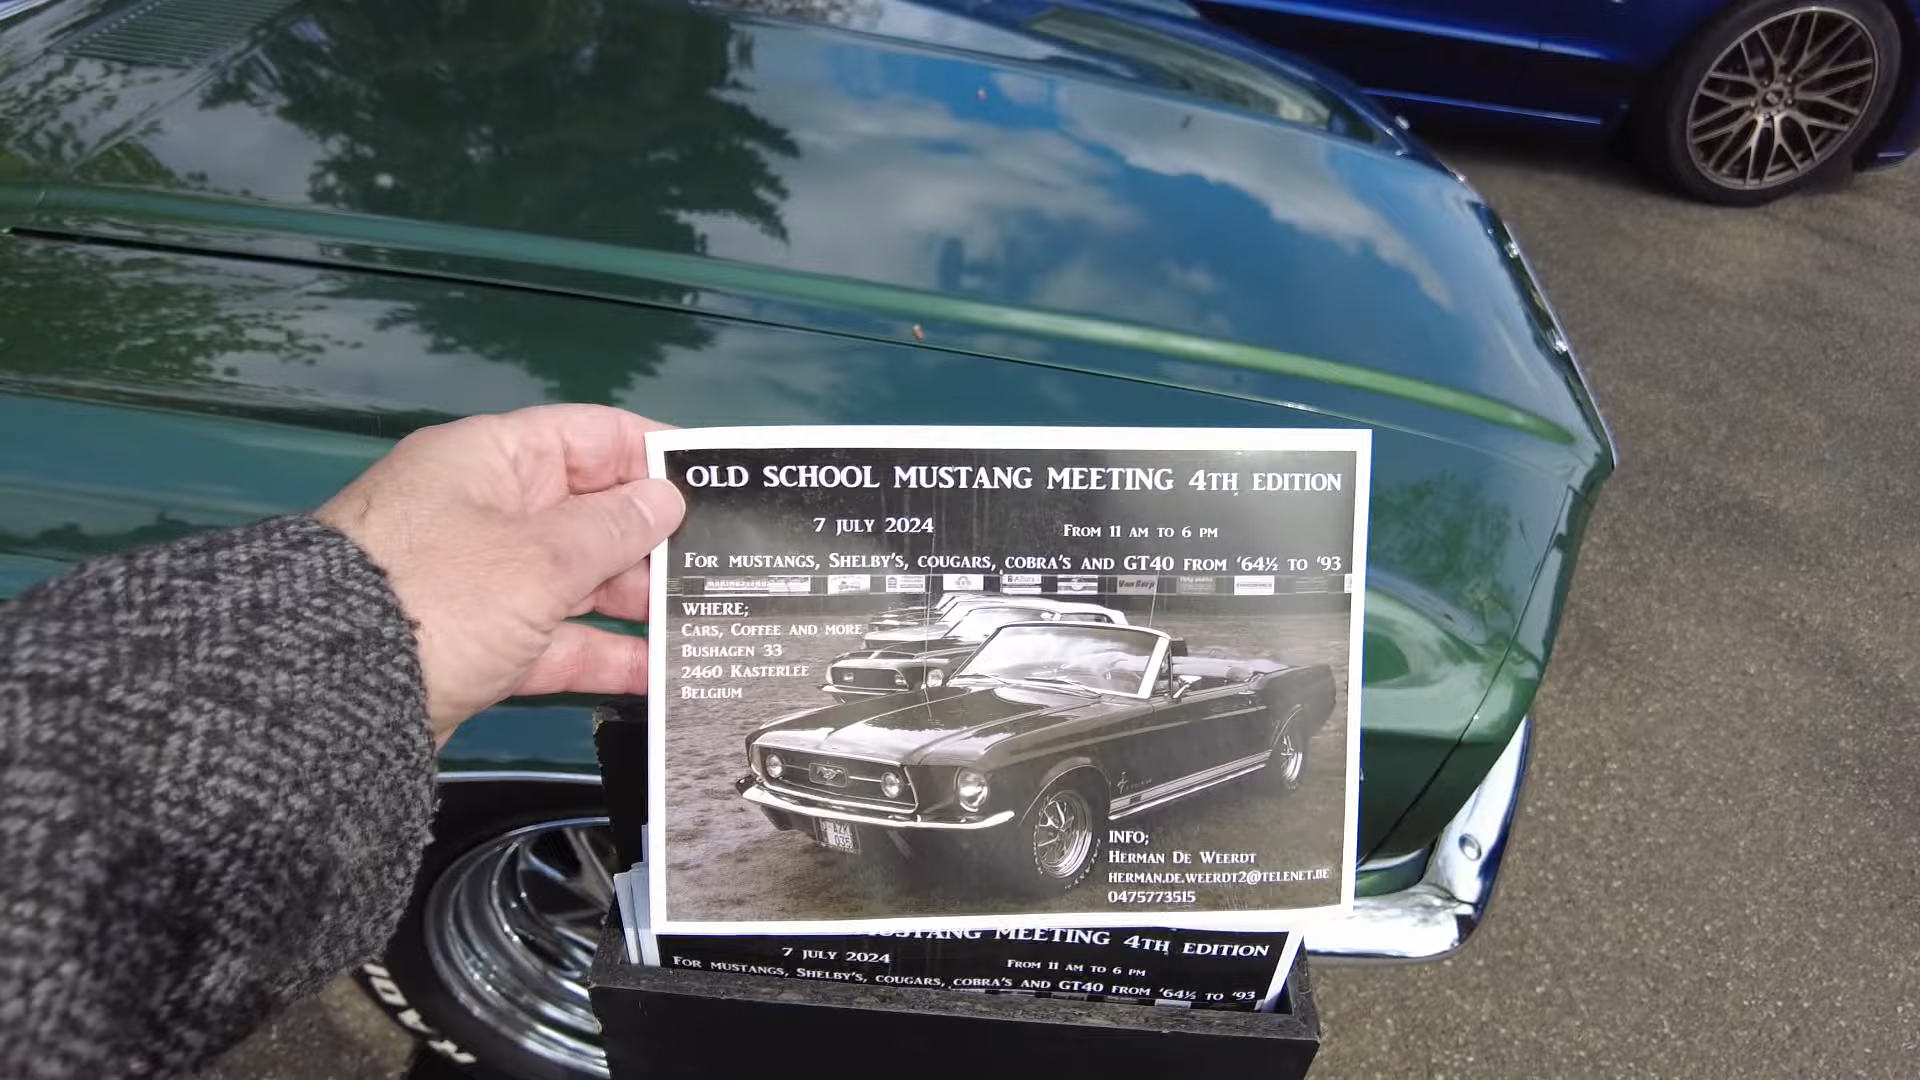 OLD SCHOOL MUSTANG MEETING 4TH EDITION
7 JULY 2024
FROM 11 AM TO 6 PM
FOR MUSTANGS, SHELBY'S, COUGARS, COBRA'S AND GT40 FROM '64½ TO '93
WHERE;
CARS, COFFEE AND MORE
BUSHAGEN 33
2460 KASTERLEE
BELGIUM
INFO;
HERMAN DE WEERDT
HERMAN.DE.WEERDT2@TELENET.BE
0475773515
MUSTANG MEETING 4TH EDITION
7 JULY 2024
FROM 11 AM TO 6 PM
FOR MUSTANGS, SHELBY'S, COUGARS, COBRA'S AND GT40 FROM '64½ TO '93